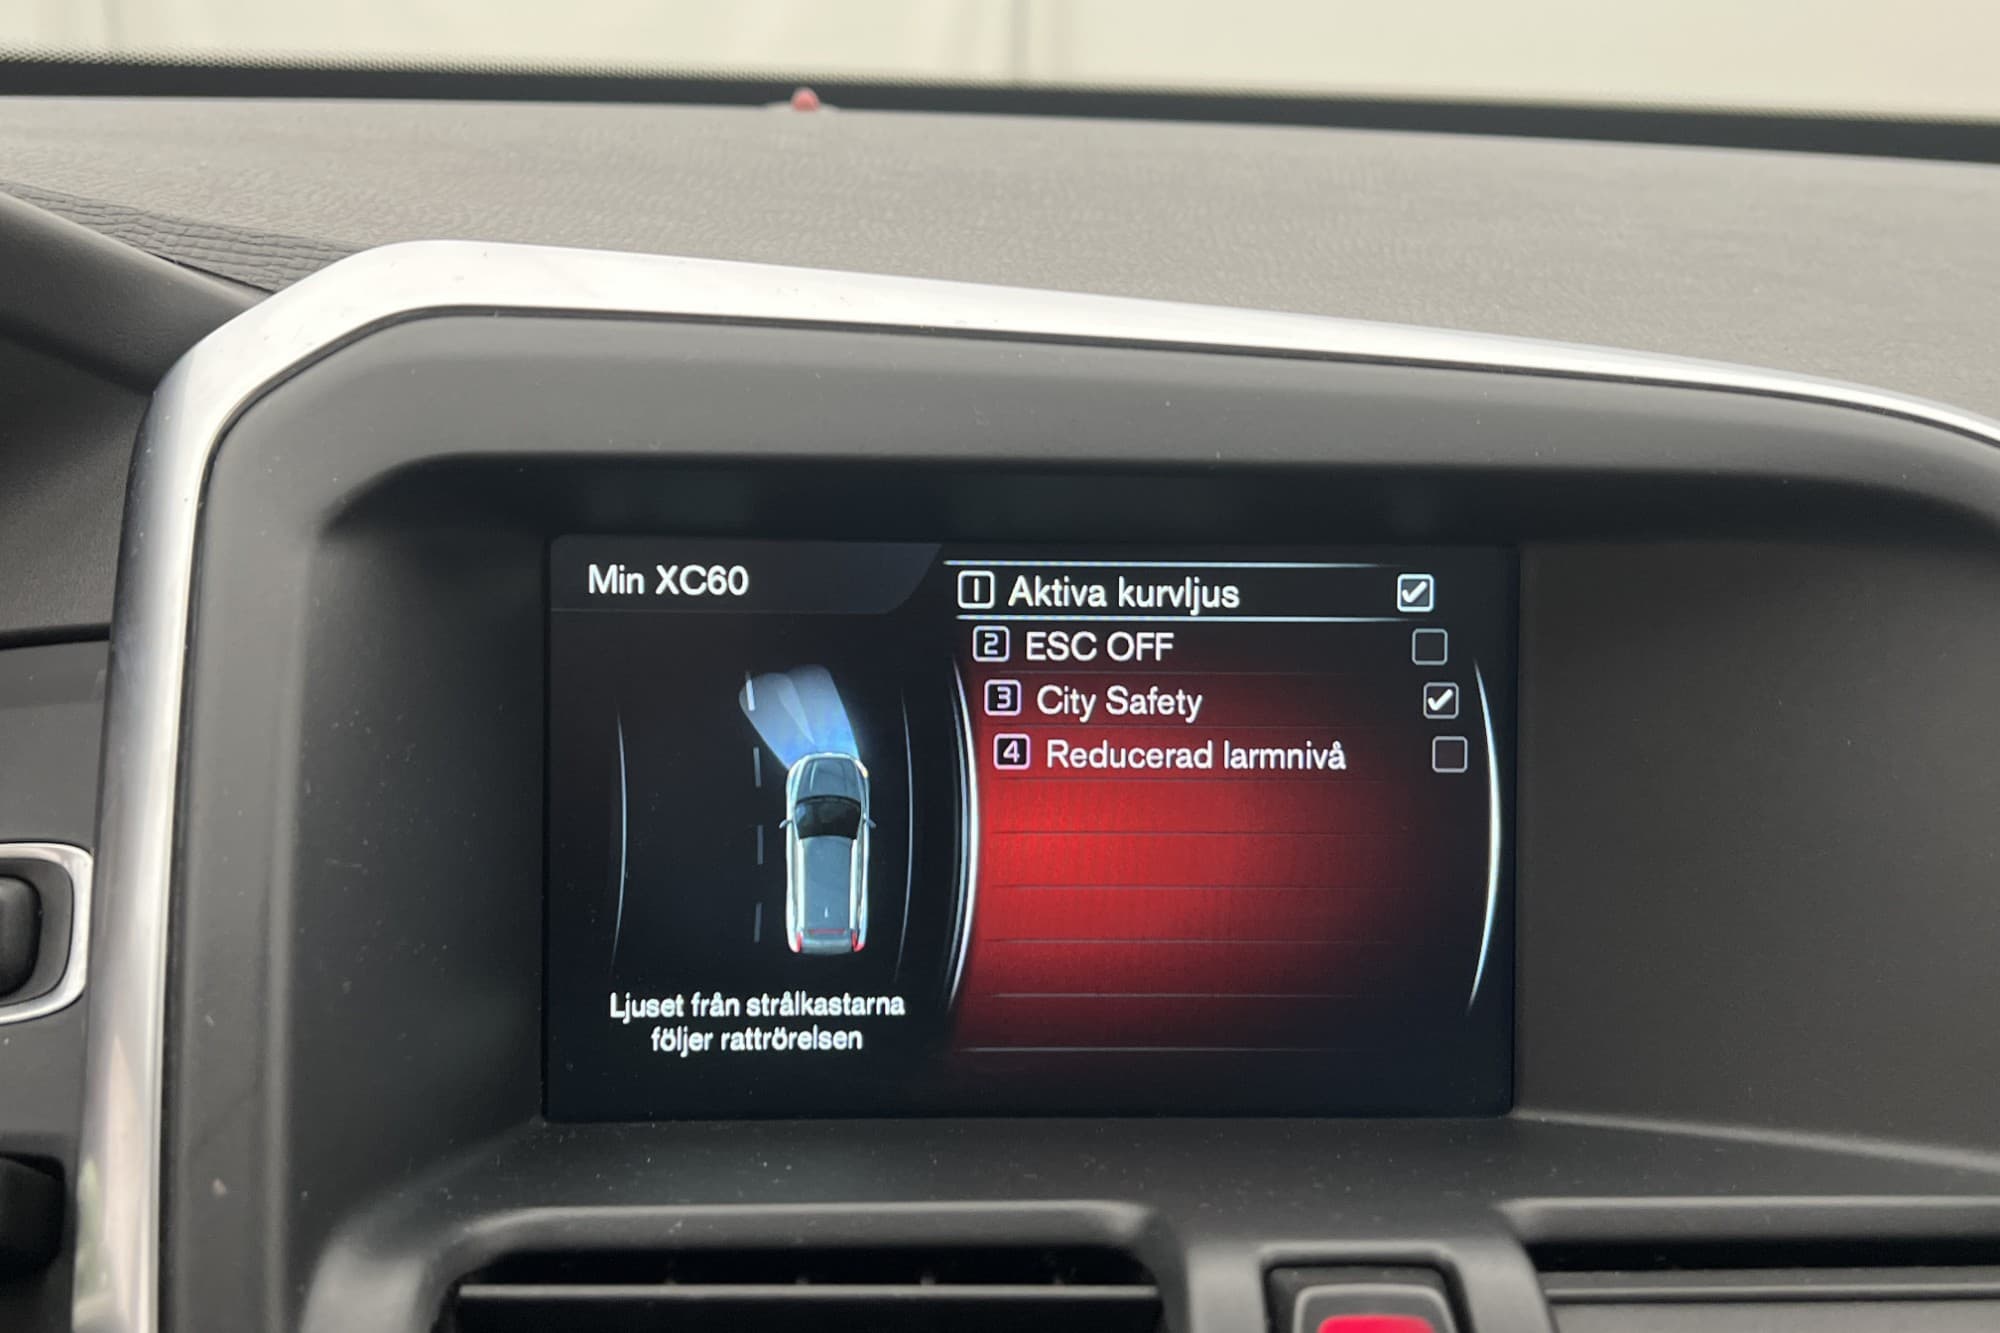 Min XC60
1 Aktiva kurvljus
2 ESC OFF
3 City Safety
4 Reducerad larmnivå
Ljuset från strålkastarna
följer rattrörelsen